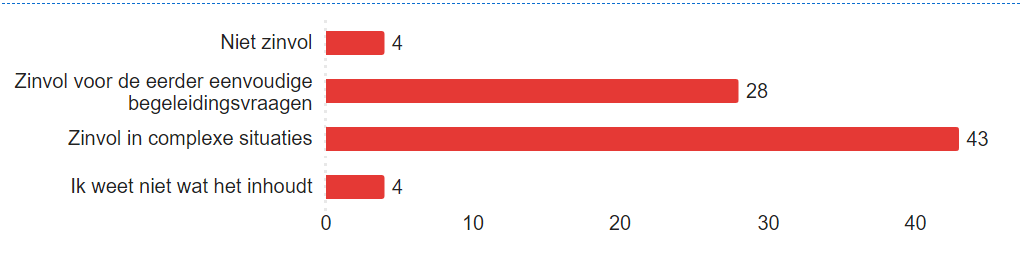 Niet zinvol 4
Zinvol voor de eerder eenvoudige
begeleidingsvraagen 28
Zinvol in complexe situaties 43
Ik weet niet wat het inhoudt 4
0 10 20 30 40